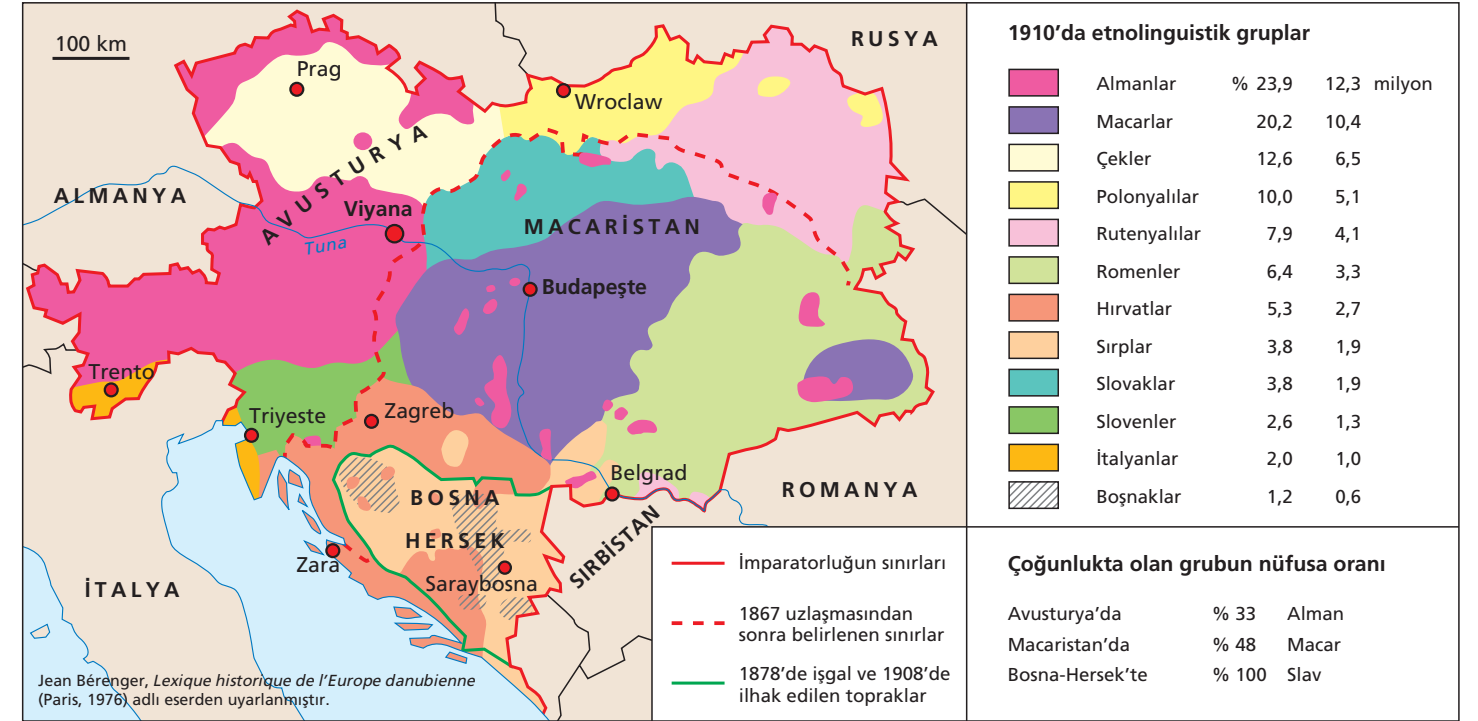 100 km
RUSYA
Prag
Wroclaw
AVUSTURYA
ALMANYA
Viyana
MACARİSTAN
Tuna
Budapeşte
Trento
Triyeste
Zagreb
Belgrad
BOSNA
ROMANYA
HERSEK
SIRBİSTAN
Zara
Saraybosna
İTALYA
Jean Bérenger, Lexique historique de l'Europe danubienne
(Paris, 1976) adlı eserden uyarlanmıştır.
İmparatorluğun sınırları
1867 uzlaşmasından
sonra belirlenen sınırlar
1878'de işgal ve 1908'de
ilhak edilen topraklar
1910'da etnolinguistik gruplar
Almanlar % 23,9 12,3 milyon
Macarlar 20,2 10,4
Çekler 12,6 6,5
Polonyalılar 10,0 5,1
Rutenyalılar 7,9 4,1
Romenler 6,4 3,3
Hırvatlar 5,3 2,7
Sırplar 3,8 1,9
Slovaklar 3,8 1,9
Slovenler 2,6 1,3
İtalyanlar 2,0 1,0
Boşnaklar 1,2 0,6
Çoğunlukta olan grubun nüfusa oranı
Avusturya'da % 33 Alman
Macaristan'da % 48 Macar
Bosna-Hersek'te % 100 Slav